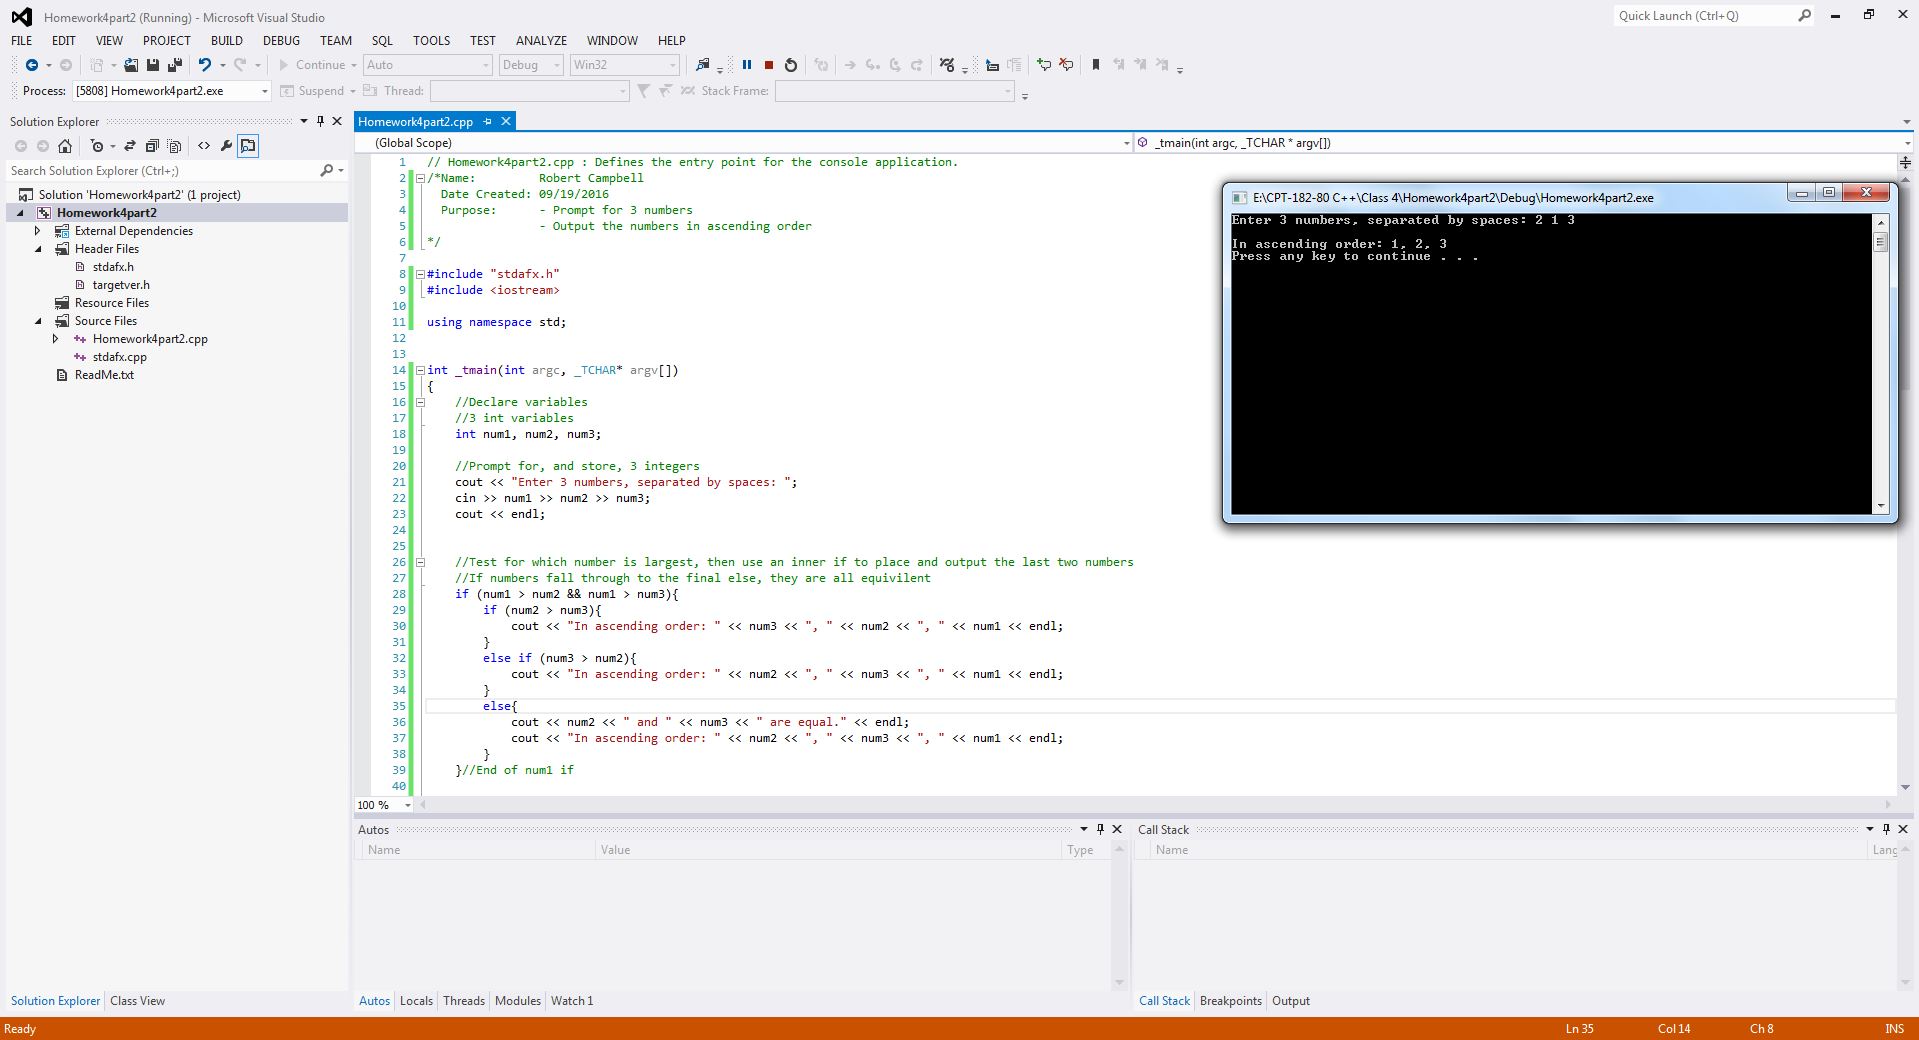 Homework4part2 (Running) - Microsoft Visual Studio
Quick Launch (Ctrl+Q)
FILE EDIT VIEW PROJECT BUILD DEBUG TEAM SQL TOOLS TEST ANALYZE WINDOW HELP
Continue Auto Debug Win32
Process: [5808] Homework4part2.exe Suspend Thread: Stack Frame:
Solution Explorer
Search Solution Explorer (Ctrl+;)
Solution 'Homework4part2' (1 project)
Homework4part2
External Dependencies
Header Files
stdafx.h
targetver.h
Resource Files
Source Files
Homework4part2.cpp
stdafx.cpp
ReadMe.txt
Solution Explorer Class View
Homework4part2.cpp
(Global Scope) _tmain(int argc, _TCHAR * argv[])
1 // Homework4part2.cpp : Defines the entry point for the console application.
2 /*Name: Robert Campbell
3 Date Created: 09/19/2016
4 Purpose: - Prompt for 3 numbers
5 - Output the numbers in ascending order
6 */
7
8 #include "stdafx.h"
9 #include <iostream>
10
11 using namespace std;
12
13
14 int _tmain(int argc, _TCHAR* argv[])
15 {
16 //Declare variables
17 //3 int variables
18 int num1, num2, num3;
19
20 //Prompt for, and store, 3 integers
21 cout << "Enter 3 numbers, separated by spaces: ";
22 cin >> num1 >> num2 >> num3;
23 cout << endl;
24
25
26 //Test for which number is largest, then use an inner if to place and output the last two numbers
27 //If numbers fall through to the final else, they are all equivilent
28 if (num1 > num2 && num1 > num3){
29 if (num2 > num3){
30 cout << "In ascending order: " << num3 << ", " << num2 << ", " << num1 << endl;
31 }
32 else if (num3 > num2){
33 cout << "In ascending order: " << num2 << ", " << num3 << ", " << num1 << endl;
34 }
35 else{
36 cout << num2 << " and " << num3 << " are equal." << endl;
37 cout << "In ascending order: " << num2 << ", " << num3 << ", " << num1 << endl;
38 }
39 }//End of num1 if
40
100 %
E:\CPT-182-80 C++\Class 4\Homework4part2\Debug\Homework4part2.exe
Enter 3 numbers, separated by spaces: 2 1 3
In ascending order: 1, 2, 3
Press any key to continue . . .
Autos
Name Value Type
Autos Locals Threads Modules Watch 1
Call Stack
Name Lang
Call Stack Breakpoints Output
Ready Ln 35 Col 14 Ch 8 INS